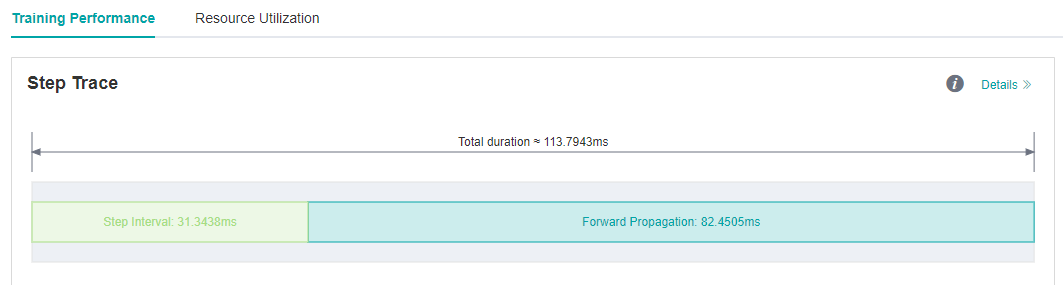 Training Performance Resource Utilization
Step Trace
i Details >>
Total duration ≈ 113.7943ms
Step Interval: 31.3438ms Forward Propagation: 82.4505ms